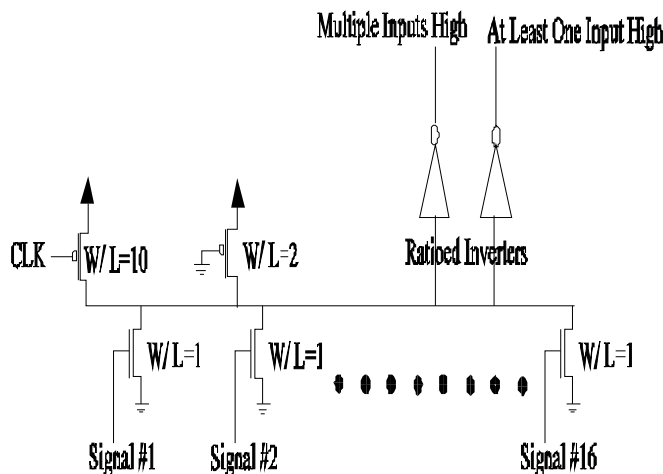 Multiple Inputs High
At Least One Input High
CLK
W/L=10
W/L=2
Ratioed Inverters
W/L=1
W/L=1
W/L=1
Signal #1
Signal #2
Signal #16